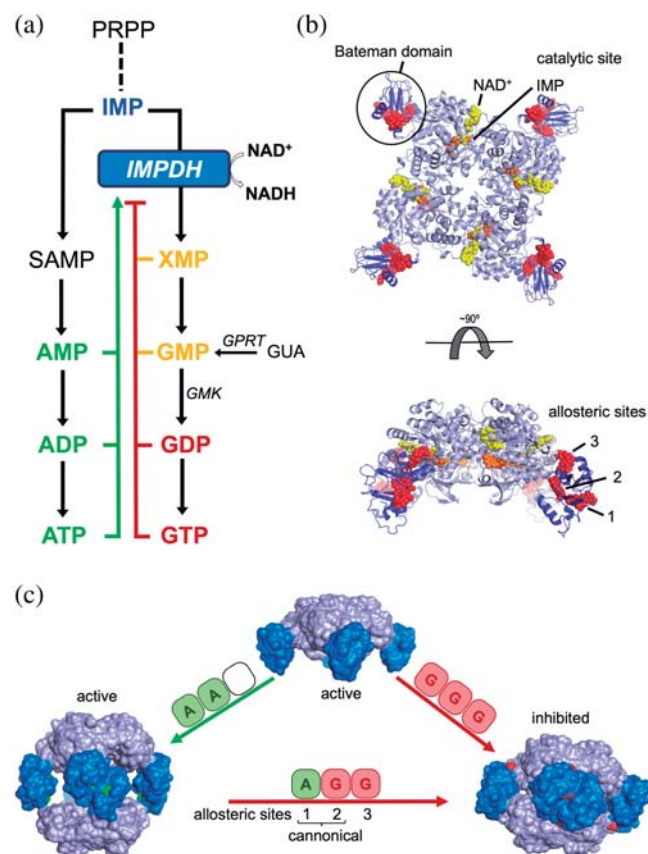 (a)
PRPP
IMP
IMPDH
NAD⁺
NADH
SAMP
XMP
AMP
GMP
GPRT
GUA
GMK
ADP
GDP
ATP
GTP
(b)
Bateman domain
catalytic site
NAD⁺
IMP
~90º
allosteric sites
3
2
1
(c)
active
A A
active
G G G
inhibited
A G G
allosteric sites 1 2 3
cannonical